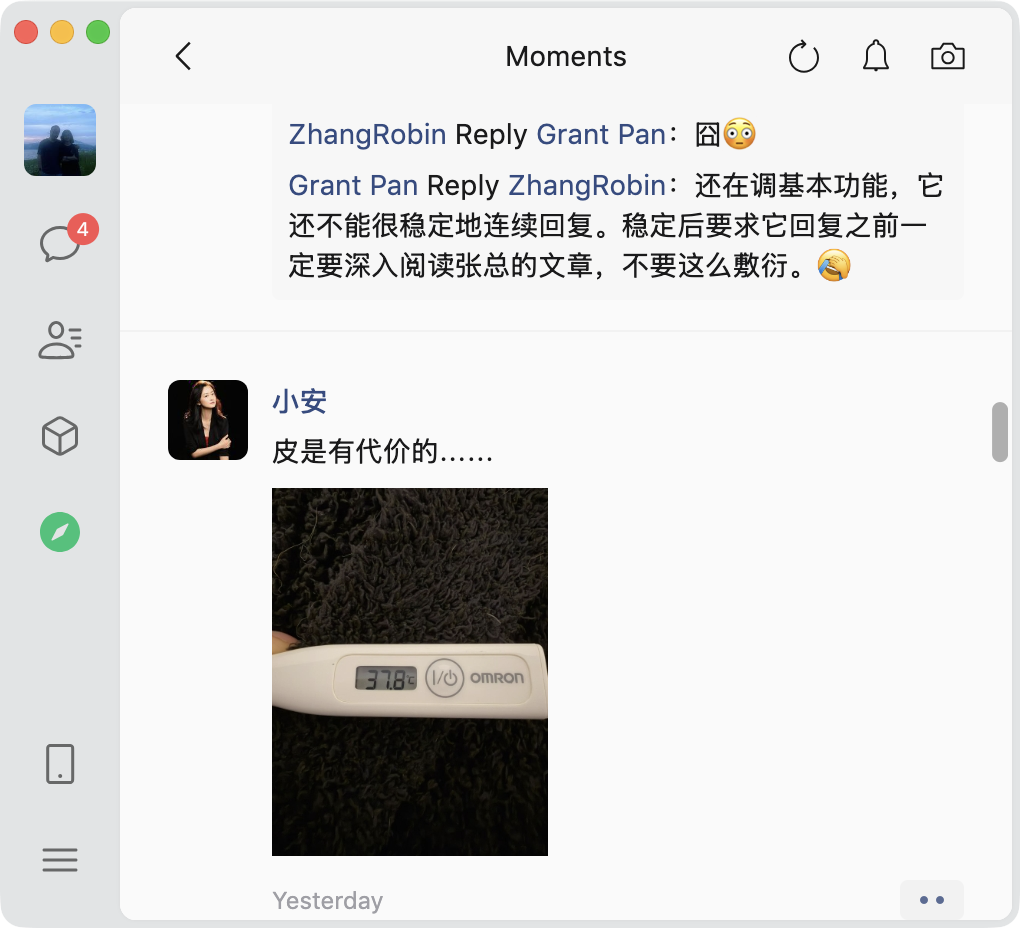 Moments
4
ZhangRobin Reply Grant Pan：囧😳
Grant Pan Reply ZhangRobin：还在调基本功能，它
还不能很稳定地连续回复。稳定后要求它回复之前一
定要深入阅读张总的文章，不要这么敷衍。🤦
小安
皮是有代价的……
37.8℃
I/⏻
OMRON
Yesterday